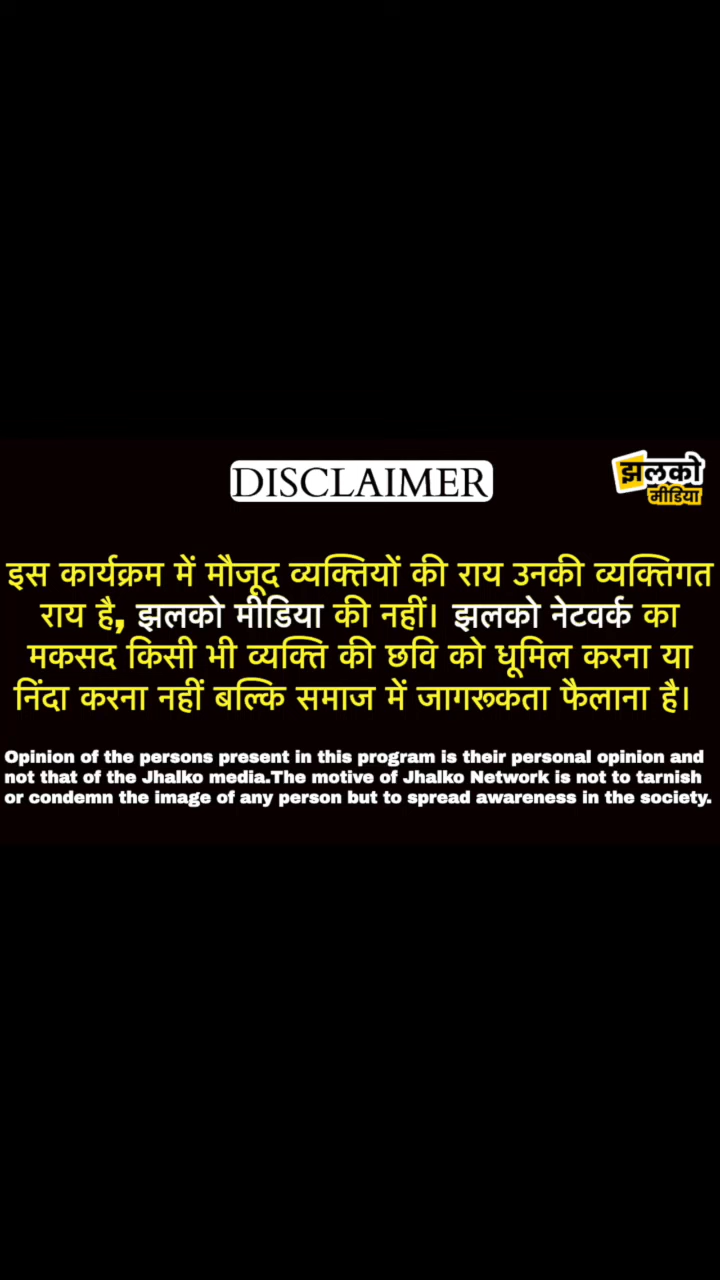 DISCLAIMER
झलको
मीडिया
इस कार्यक्रम में मौजूद व्यक्तियों की राय उनकी व्यक्तिगत
राय है, झलको मीडिया की नहीं। झलको नेटवर्क का
मकसद किसी भी व्यक्ति की छवि को धूमिल करना या
निंदा करना नहीं बल्कि समाज में जागरूकता फैलाना है।
Opinion of the persons present in this program is their personal opinion and
not that of the Jhalko media.The motive of Jhalko Network is not to tarnish
or condemn the image of any person but to spread awareness in the society.